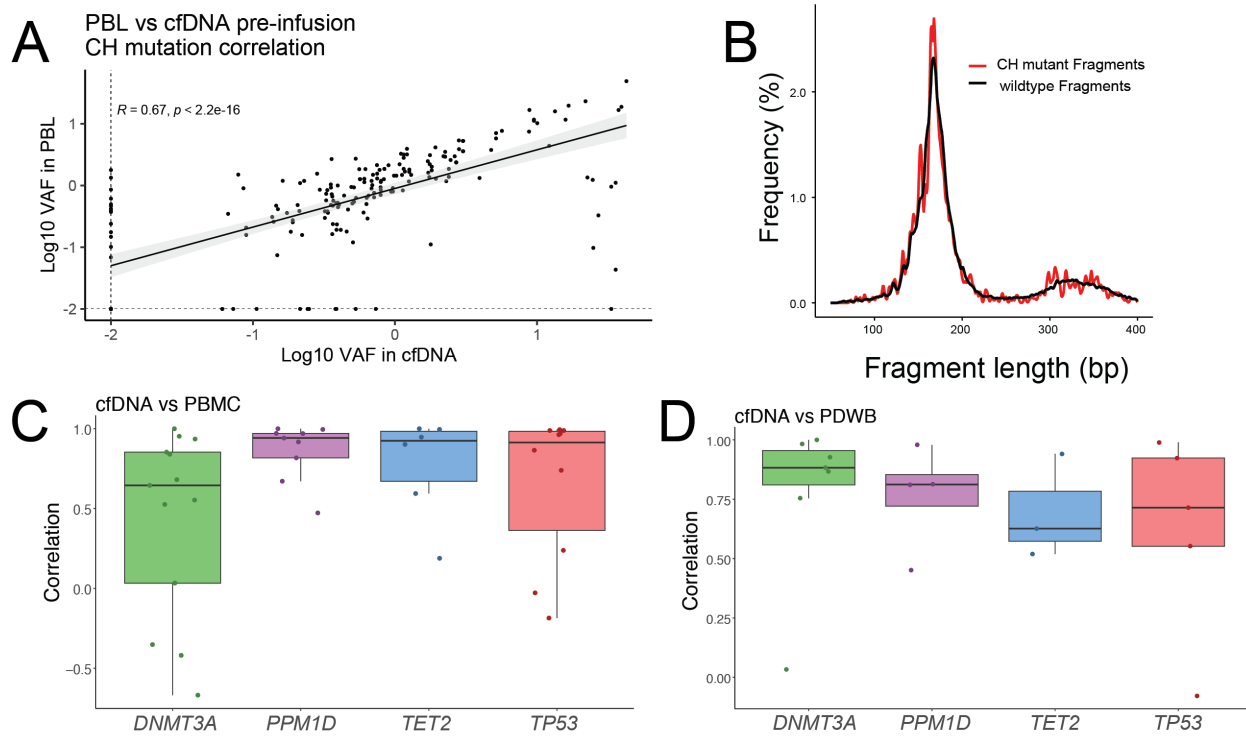 A
PBL vs cfDNA pre-infusion
CH mutation correlation
R = 0.67, p < 2.2e-16
Log10 VAF in PBL
1
0
-1
-2
-2
-1
0
1
Log10 VAF in cfDNA
B
CH mutant Fragments
wildtype Fragments
Frequency (%)
2.0
1.0
0.0
100
200
300
400
Fragment length (bp)
C
cfDNA vs PBMC
Correlation
1.0
0.5
0.0
−0.5
DNMT3A
PPM1D
TET2
TP53
D
cfDNA vs PDWB
Correlation
1.00
0.75
0.50
0.25
0.00
DNMT3A
PPM1D
TET2
TP53